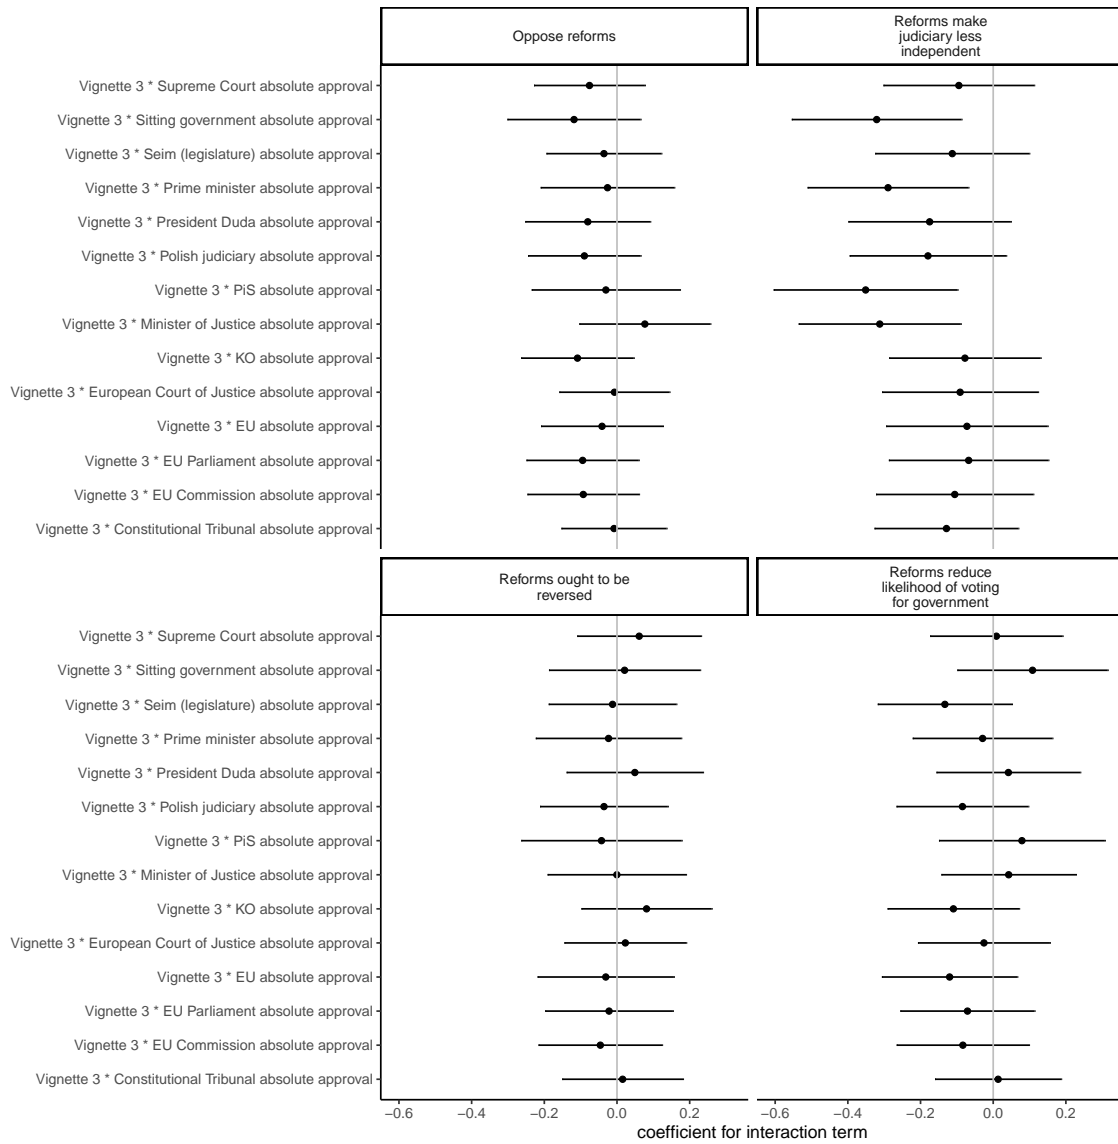 Oppose reforms
Reforms make
judiciary less
independent
Vignette 3 * Supreme Court absolute approval
Vignette 3 * Sitting government absolute approval
Vignette 3 * Seim (legislature) absolute approval
Vignette 3 * Prime minister absolute approval
Vignette 3 * President Duda absolute approval
Vignette 3 * Polish judiciary absolute approval
Vignette 3 * PiS absolute approval
Vignette 3 * Minister of Justice absolute approval
Vignette 3 * KO absolute approval
Vignette 3 * European Court of Justice absolute approval
Vignette 3 * EU absolute approval
Vignette 3 * EU Parliament absolute approval
Vignette 3 * EU Commission absolute approval
Vignette 3 * Constitutional Tribunal absolute approval
Reforms ought to be
reversed
Reforms reduce
likelihood of voting
for government
Vignette 3 * Supreme Court absolute approval
Vignette 3 * Sitting government absolute approval
Vignette 3 * Seim (legislature) absolute approval
Vignette 3 * Prime minister absolute approval
Vignette 3 * President Duda absolute approval
Vignette 3 * Polish judiciary absolute approval
Vignette 3 * PiS absolute approval
Vignette 3 * Minister of Justice absolute approval
Vignette 3 * KO absolute approval
Vignette 3 * European Court of Justice absolute approval
Vignette 3 * EU absolute approval
Vignette 3 * EU Parliament absolute approval
Vignette 3 * EU Commission absolute approval
Vignette 3 * Constitutional Tribunal absolute approval
−0.6 −0.4 −0.2 0.0 0.2 −0.6 −0.4 −0.2 0.0 0.2
coefficient for interaction term